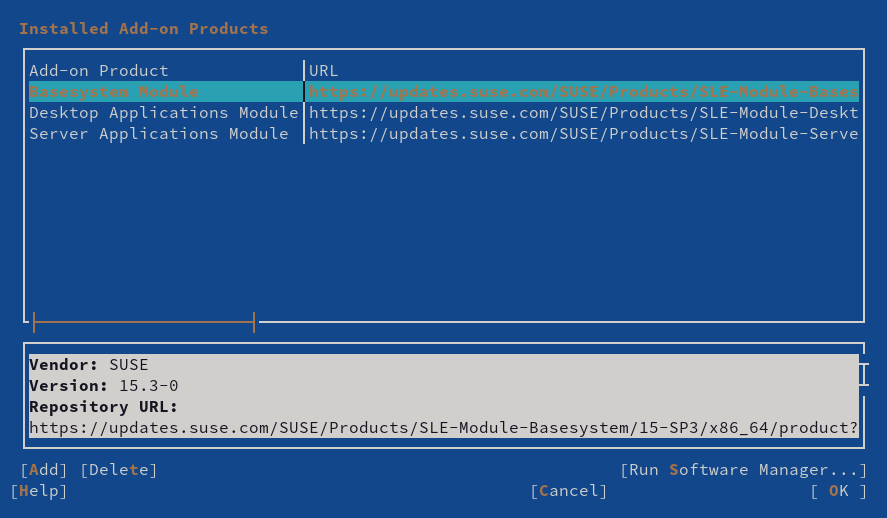 Installed Add-on Products
Add-on Product URL
Basesystem Module https://updates.suse.com/SUSE/Products/SLE-Module-Bases
Desktop Applications Module https://updates.suse.com/SUSE/Products/SLE-Module-Deskt
Server Applications Module https://updates.suse.com/SUSE/Products/SLE-Module-Serve
Vendor: SUSE
Version: 15.3-0
Repository URL:
https://updates.suse.com/SUSE/Products/SLE-Module-Basesystem/15-SP3/x86_64/product?
[Add] [Delete] [Run Software Manager...]
[Help] [Cancel] [ OK ]